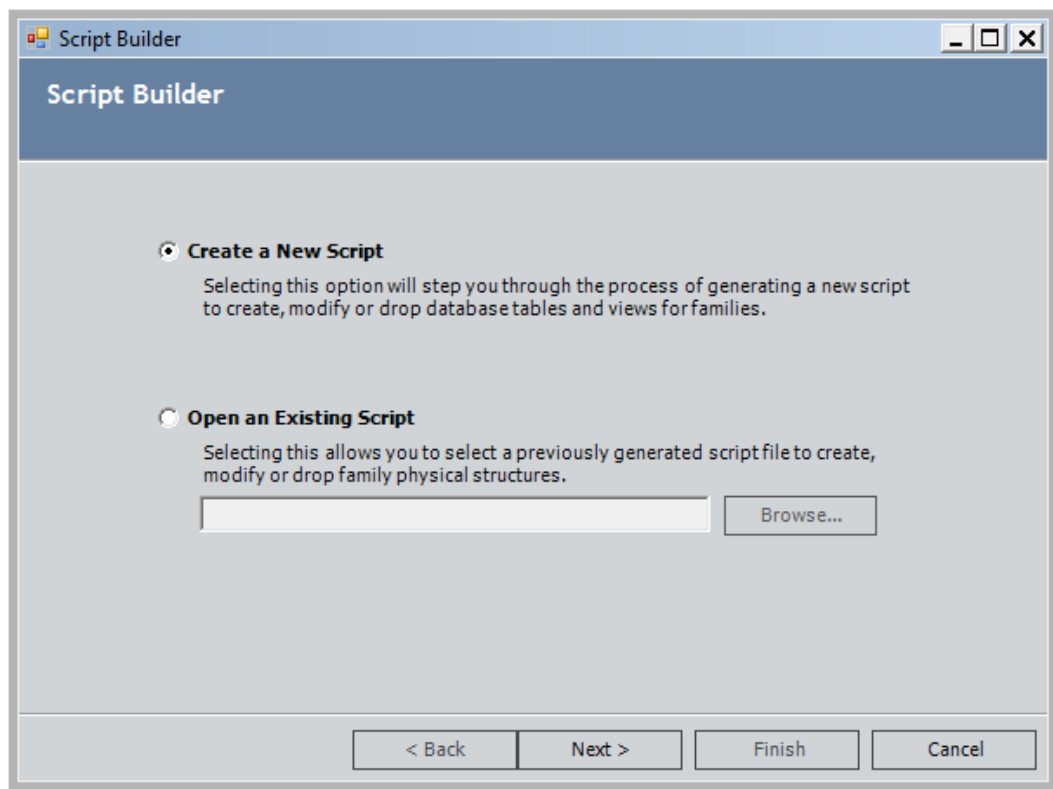 Script Builder
Script Builder
Create a New Script
Selecting this option will step you through the process of generating a new script
to create, modify or drop database tables and views for families.
Open an Existing Script
Selecting this allows you to select a previously generated script file to create,
modify or drop family physical structures.
Browse...
< Back Next > Finish Cancel